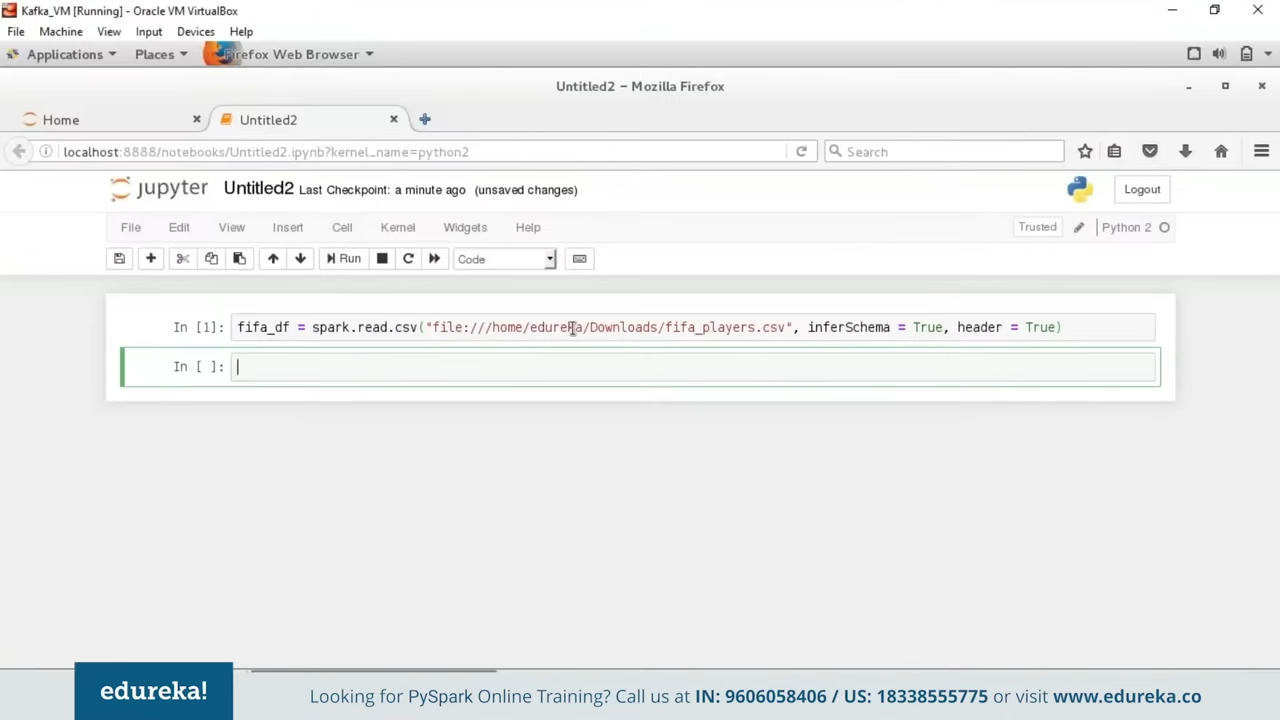 Kafka_VM [Running] - Oracle VM VirtualBox
File Machine View Input Devices Help
Applications Places Firefox Web Browser
Untitled2 – Mozilla Firefox
Home Untitled2
localhost:8888/notebooks/Untitled2.ipynb?kernel_name=python2 Search
jupyter Untitled2 Last Checkpoint: a minute ago (unsaved changes) Logout
File Edit View Insert Cell Kernel Widgets Help Trusted Python 2
Run Code
In [1]: fifa_df = spark.read.csv("file:///home/edureka/Downloads/fifa_players.csv", inferSchema = True, header = True)
In [ ]:
edureka! Looking for PySpark Online Training? Call us at IN: 9606058406 / US: 18338555775 or visit www.edureka.co